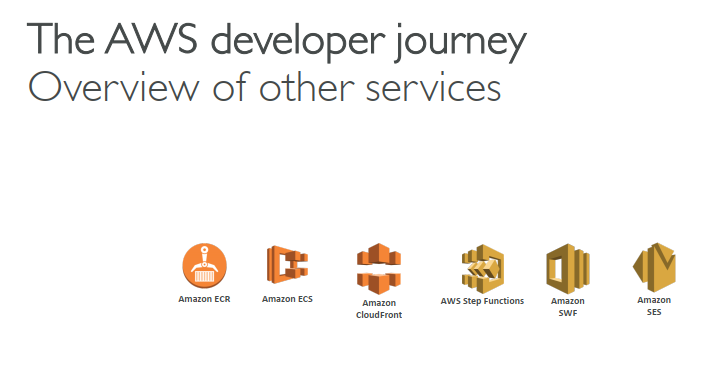 The AWS developer journey
Overview of other services
Amazon ECR
Amazon ECS
Amazon
CloudFront
AWS Step Functions
Amazon
SWF
Amazon
SES